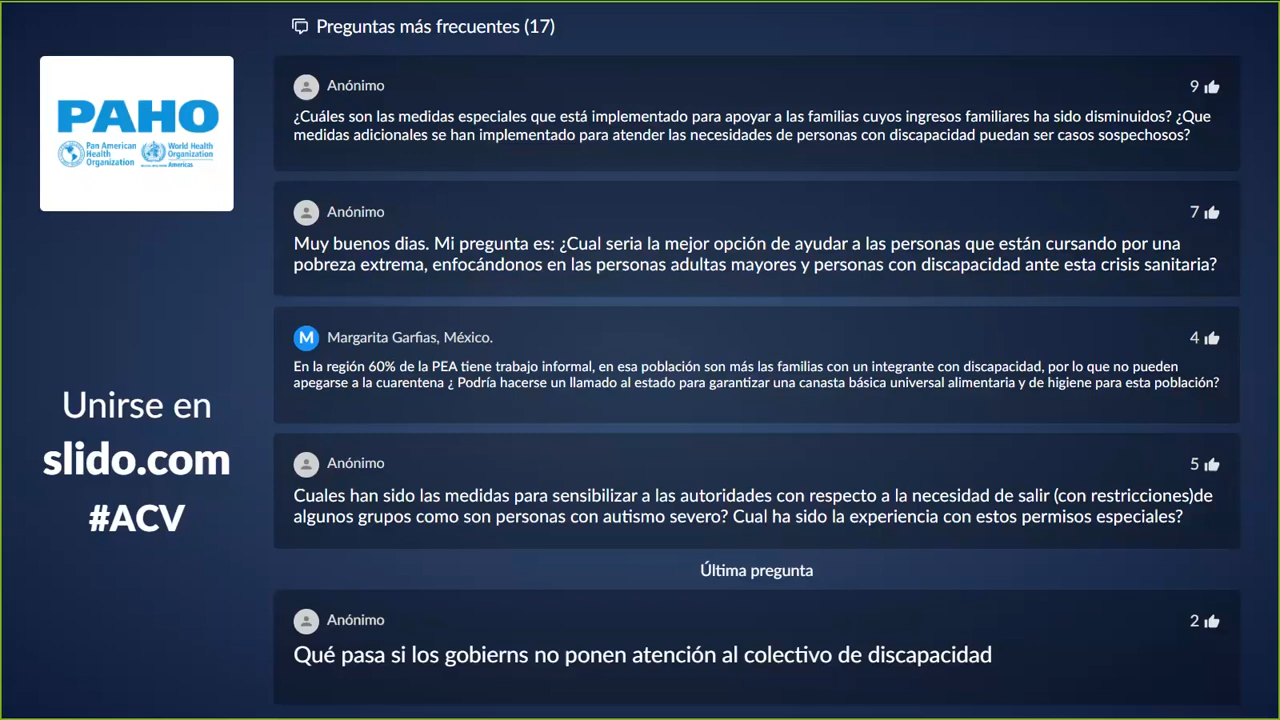 Preguntas más frecuentes (17)
PAHO
Pan American
Health
Organization
World Health
Organization
Americas
Unirse en
slido.com
#ACV
Anónimo
9
¿Cuáles son las medidas especiales que está implementado para apoyar a las familias cuyos ingresos familiares ha sido disminuidos? ¿Que
medidas adicionales se han implementado para atender las necesidades de personas con discapacidad puedan ser casos sospechosos?
Anónimo
7
Muy buenos dias. Mi pregunta es: ¿Cual seria la mejor opción de ayudar a las personas que están cursando por una
pobreza extrema, enfocándonos en las personas adultas mayores y personas con discapacidad ante esta crisis sanitaria?
M
Margarita Garfias, México.
4
En la región 60% de la PEA tiene trabajo informal, en esa población son más las familias con un integrante con discapacidad, por lo que no pueden
apegarse a la cuarentena ¿ Podría hacerse un llamado al estado para garantizar una canasta básica universal alimentaria y de higiene para esta población?
Anónimo
5
Cuales han sido las medidas para sensibilizar a las autoridades con respecto a la necesidad de salir (con restricciones)de
algunos grupos como son personas con autismo severo? Cual ha sido la experiencia con estos permisos especiales?
Última pregunta
Anónimo
2
Qué pasa si los gobierns no ponen atención al colectivo de discapacidad